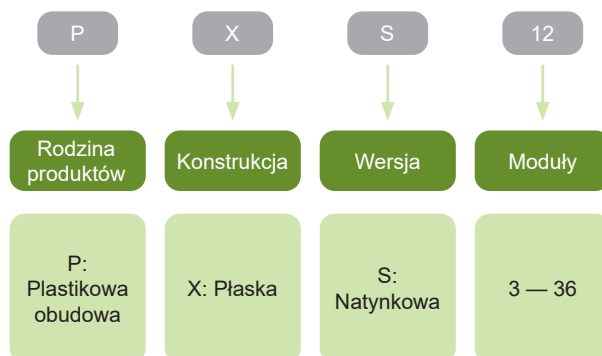 P
X
S
12
Rodzina
produktów
Konstrukcja
Wersja
Moduły
P:
Plastikowa
obudowa
X: Płaska
S:
Natynkowa
3 — 36